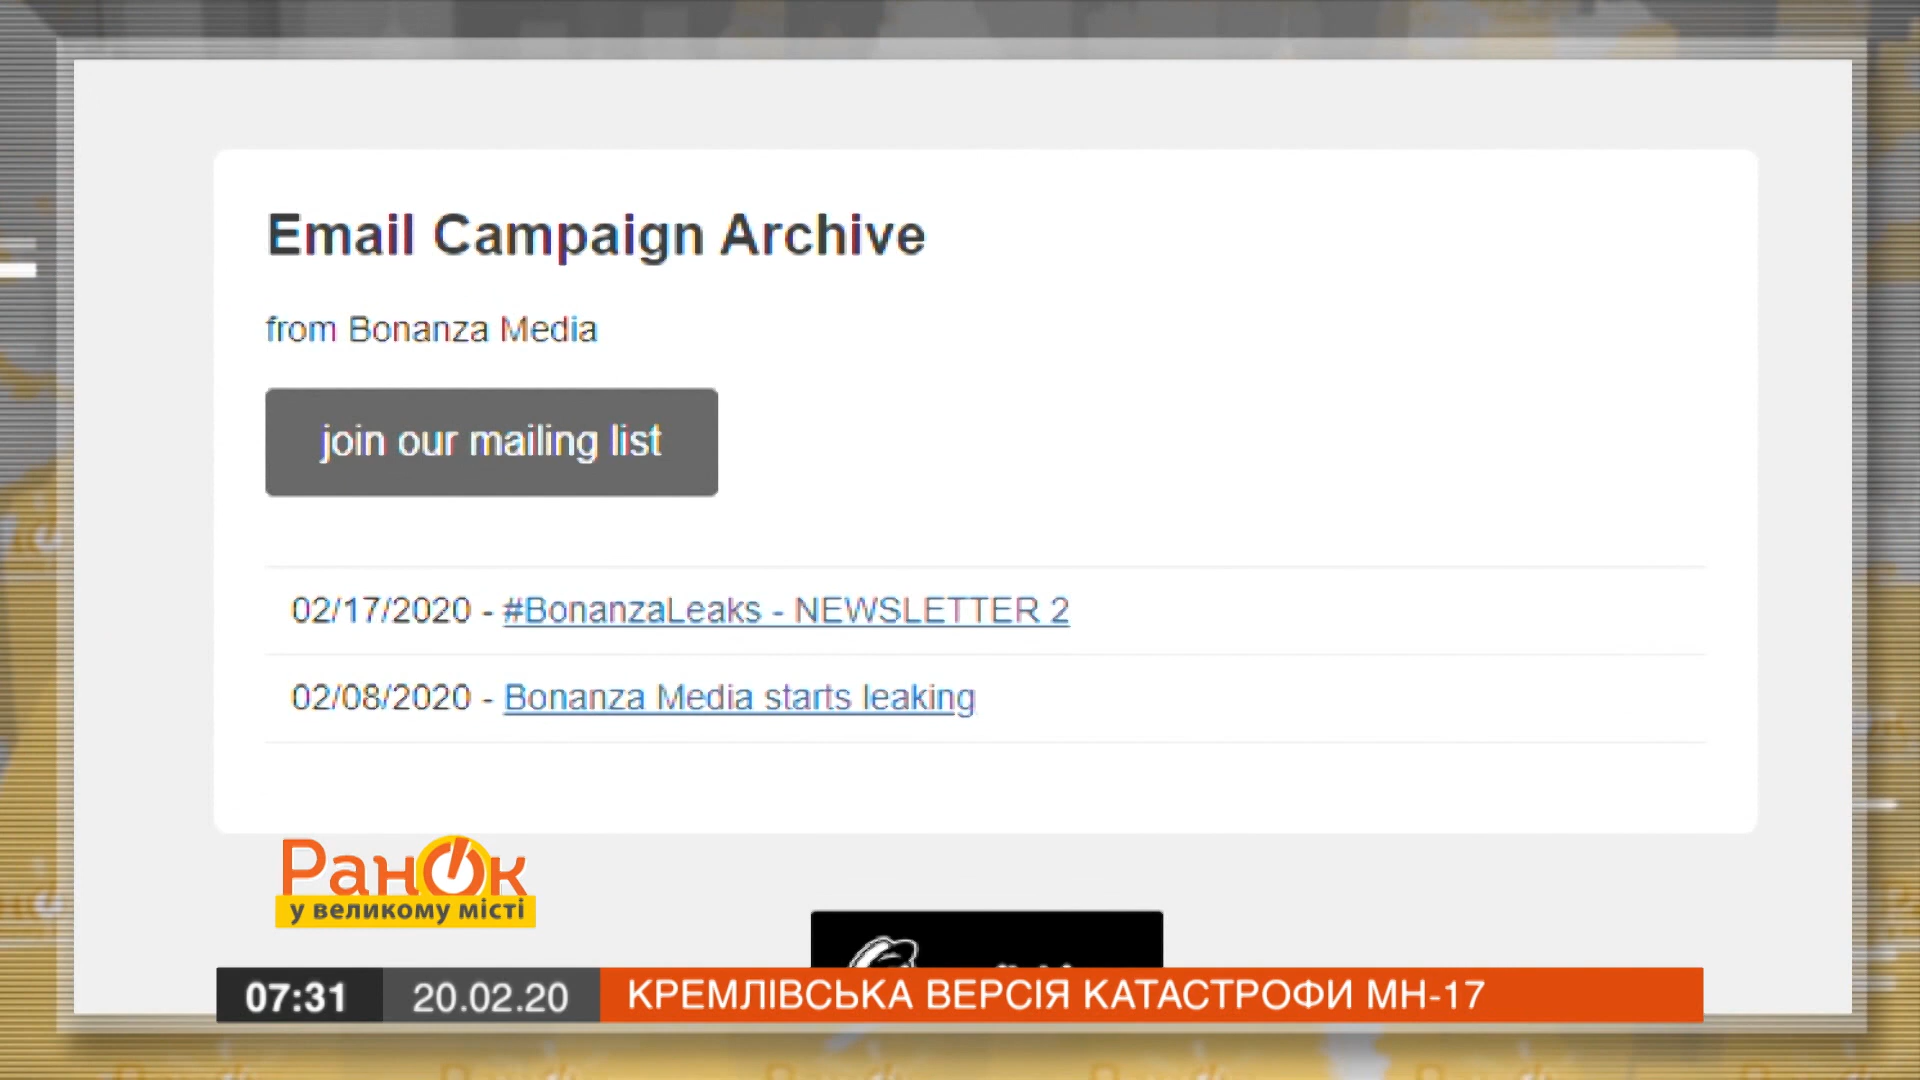 Email Campaign Archive
from Bonanza Media
join our mailing list
02/17/2020 - #BonanzaLeaks - NEWSLETTER 2
02/08/2020 - Bonanza Media starts leaking
Ранок
у великому місті
07:31 20.02.20 КРЕМЛІВСЬКА ВЕРСІЯ КАТАСТРОФИ МН-17